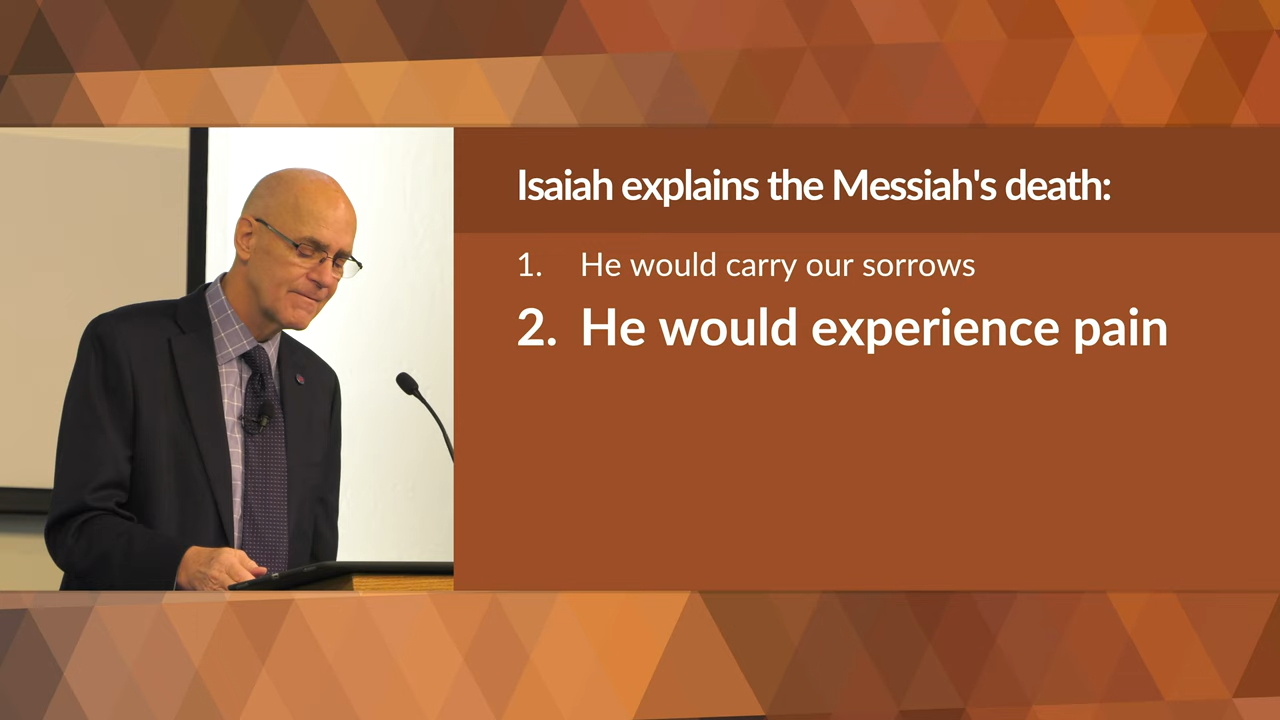 Isaiah explains the Messiah's death:
1. He would carry our sorrows
2. He would experience pain